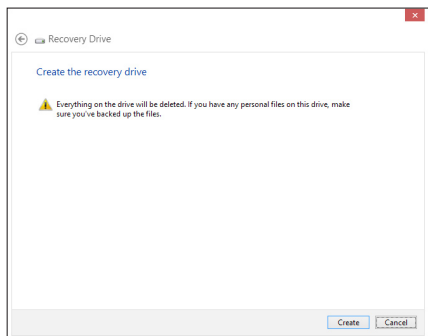 Recovery Drive
Create the recovery drive
Everything on the drive will be deleted. If you have any personal files on this drive, make
sure you've backed up the files.
Create Cancel